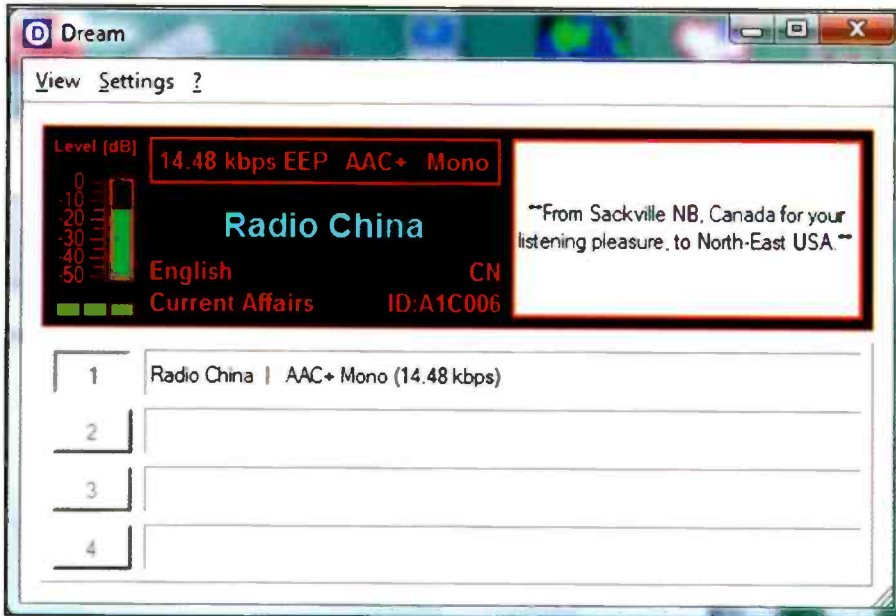 Dream
View Settings ?
Level [dB]
0
-10
-20
-30
-40
-50
14.48 kbps EEP AAC+ Mono
Radio China
English CN
Current Affairs ID:A1C006
""From Sackville NB, Canada for your
listening pleasure, to North-East USA.""
1 Radio China | AAC+ Mono (14.48 kbps)
2
3
4